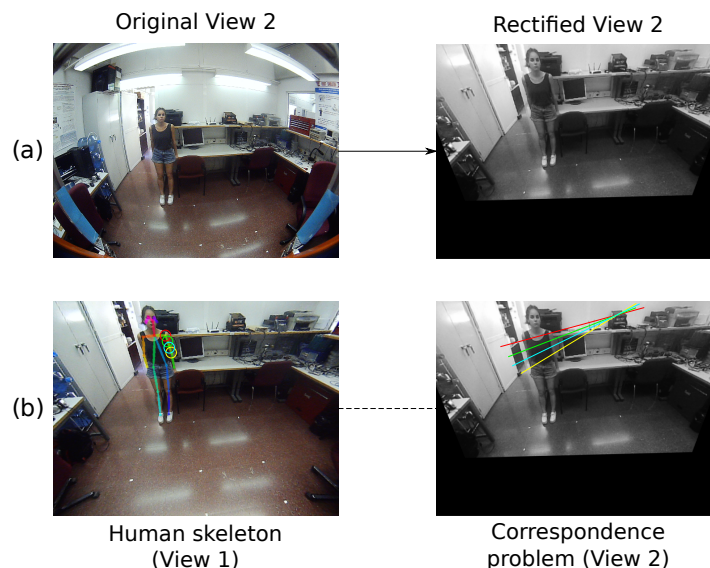 Original View 2
Rectified View 2
(a)
(b)
Human skeleton
(View 1)
Correspondence
problem (View 2)